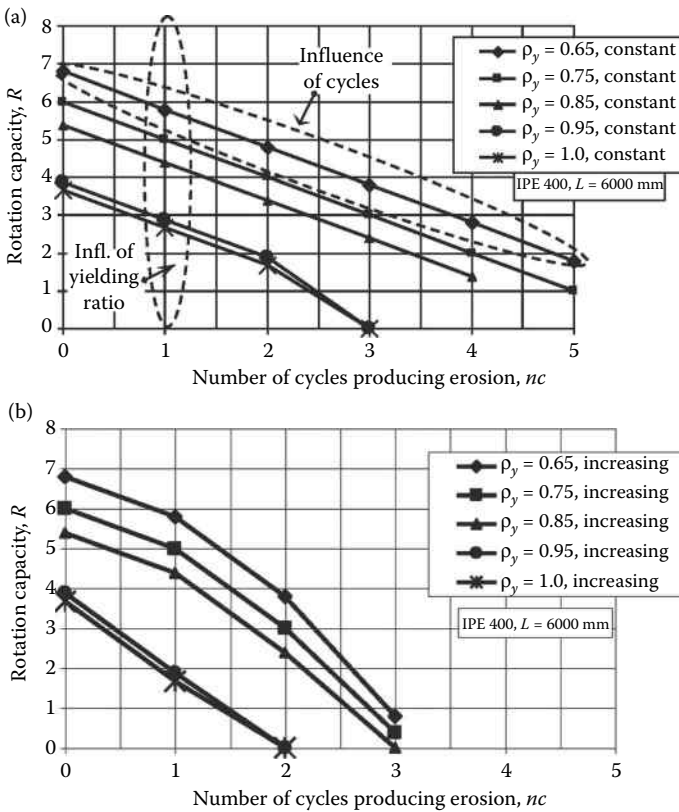 (a)
8
7
6
5
4
3
2
1
0
Rotation capacity, R
Influence
of cycles
Infl. of
yielding
ratio
ρy = 0.65, constant
ρy = 0.75, constant
ρy = 0.85, constant
ρy = 0.95, constant
ρy = 1.0, constant
IPE 400, L = 6000 mm
0 1 2 3 4 5
Number of cycles producing erosion, nc
(b)
8
7
6
5
4
3
2
1
0
Rotation capacity, R
ρy = 0.65, increasing
ρy = 0.75, increasing
ρy = 0.85, increasing
ρy = 0.95, increasing
ρy = 1.0, increasing
IPE 400, L = 6000 mm
0 1 2 3 4 5
Number of cycles producing erosion, nc